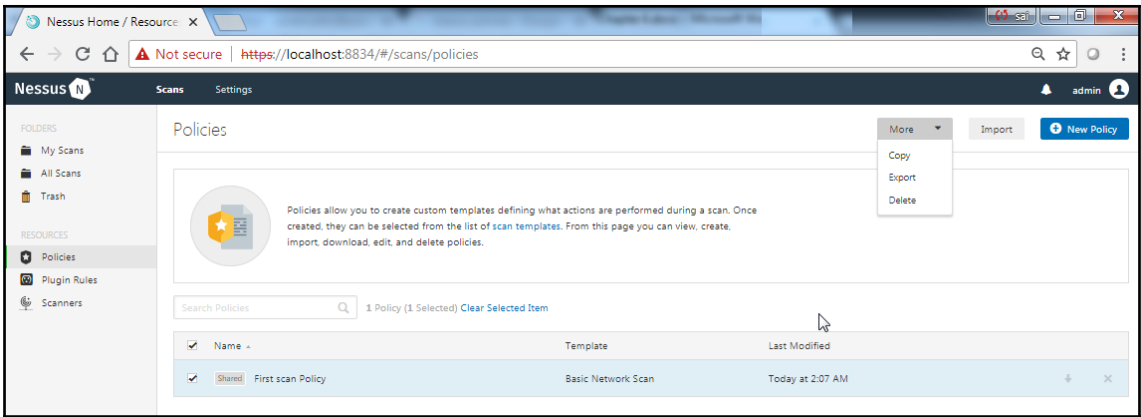 Nessus Home / Resource
sai
Not secure | https://localhost:8834/#/scans/policies
Nessus N ™ Scans Settings admin
FOLDERS
My Scans
All Scans
Trash
RESOURCES
Policies
Plugin Rules
Scanners
Policies
More Import New Policy
Copy
Export
Delete
Policies allow you to create custom templates defining what actions are performed during a scan. Once
created, they can be selected from the list of scan templates. From this page you can view, create,
import, download, edit, and delete policies.
Search Policies 1 Policy (1 Selected) Clear Selected Item
Name Template Last Modified
Shared First scan Policy Basic Network Scan Today at 2:07 AM